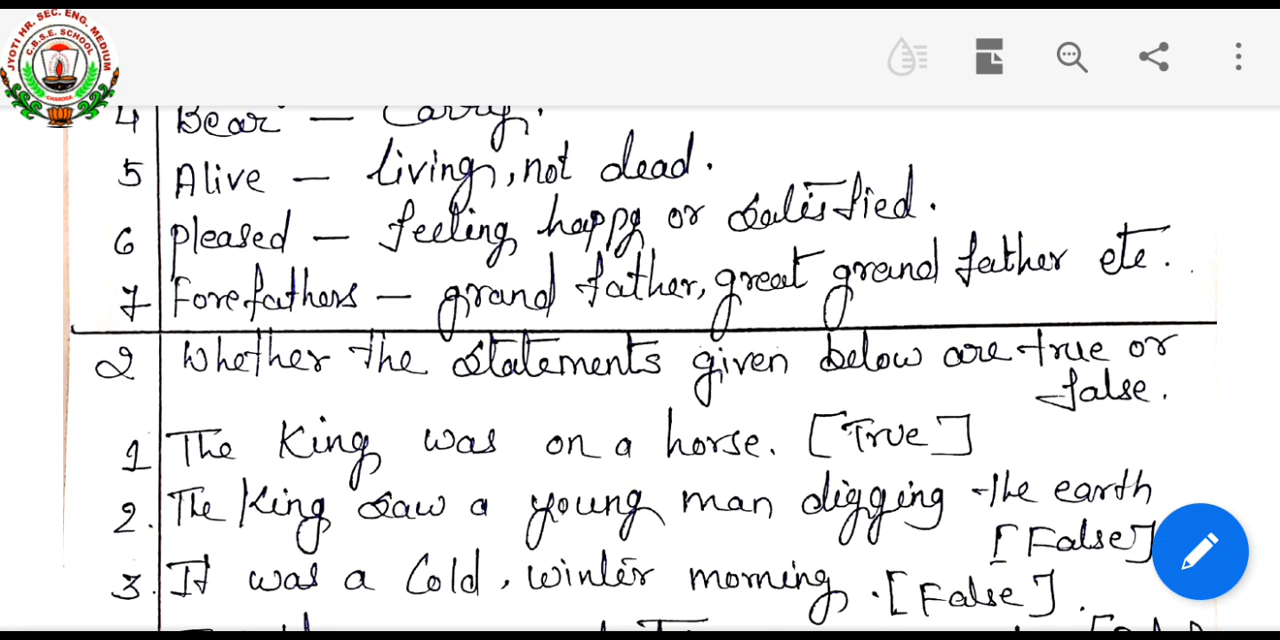 JYOTI HR. SEC. ENG. MEDIUM
C.B.S.E. SCHOOL
CHARODA
4 Bear — Carry.
5 Alive — living, not dead.
6 Pleased — feeling happy or satisfied.
7 Forefathers — grand father, great grand father etc.
2 Whether the statements given below are true or
false.
1 The King was on a horse. [True]
2. The King saw a young man digging the earth
[False]
3. It was a Cold, winter morning. [False].